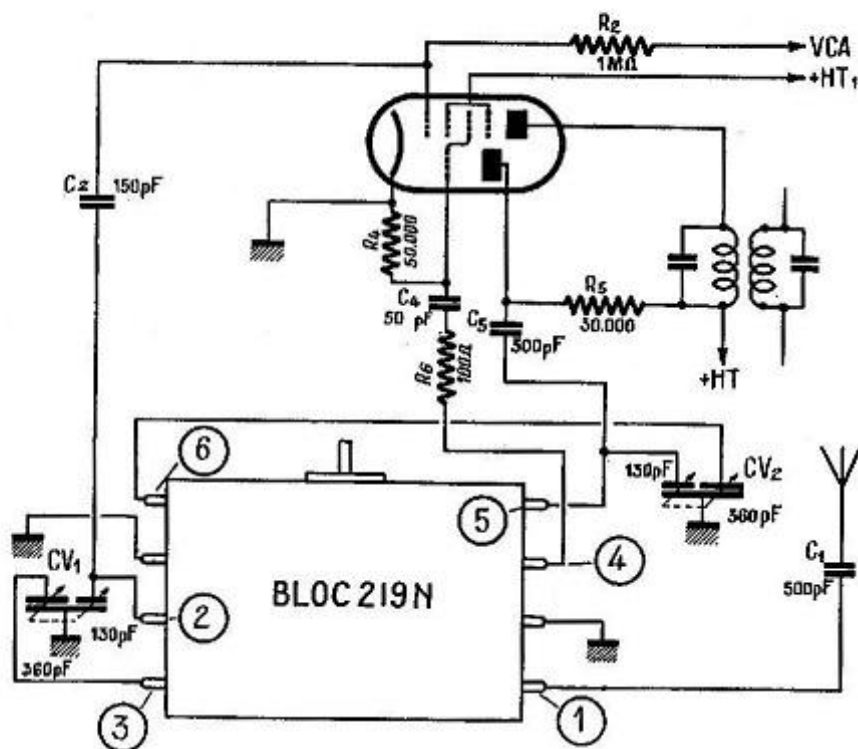 R2
1MΩ
VCA
+HT1
C2
150pF
R4
50.000
C4
50 pF
C5
500pF
R5
30.000
+HT
R6
100Ω
6
5
130pF
CV2
360pF
4
C1
500pF
CV1
130pF
360pF
2
BLOC 219N
3
1